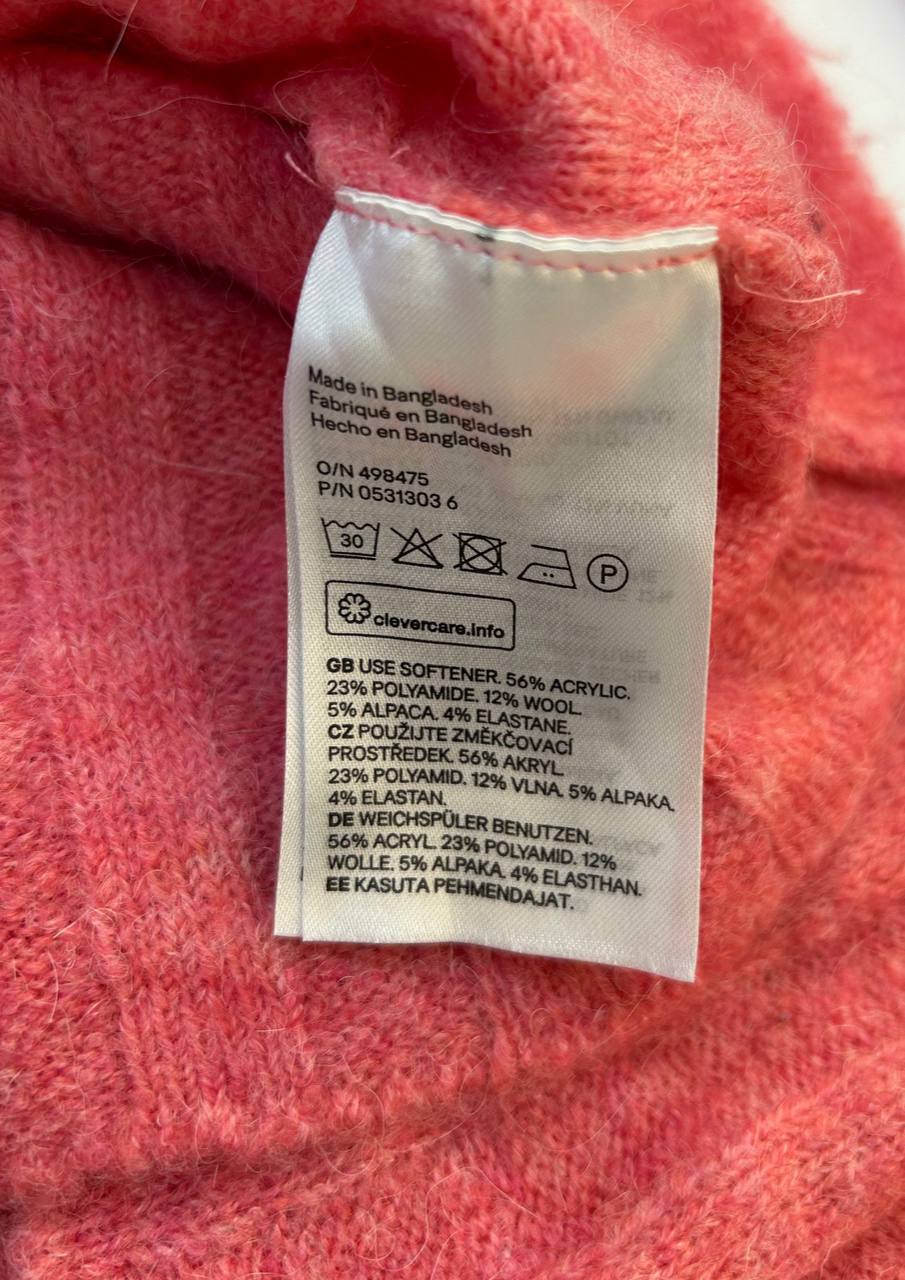 Made in Bangladesh
Fabriqué en Bangladesh
Hecho en Bangladesh
O/N 498475
P/N 0531303 6
30
P
clevercare.info
GB USE SOFTENER. 56% ACRYLIC.
23% POLYAMIDE. 12% WOOL.
5% ALPACA. 4% ELASTANE.
CZ POUŽIJTE ZMĚKČOVACÍ
PROSTŘEDEK. 56% AKRYL.
23% POLYAMID. 12% VLNA. 5% ALPAKA.
4% ELASTAN.
DE WEICHSPÜLER BENUTZEN.
56% ACRYL. 23% POLYAMID. 12%
WOLLE. 5% ALPAKA. 4% ELASTHAN.
EE KASUTA PEHMENDAJAT.